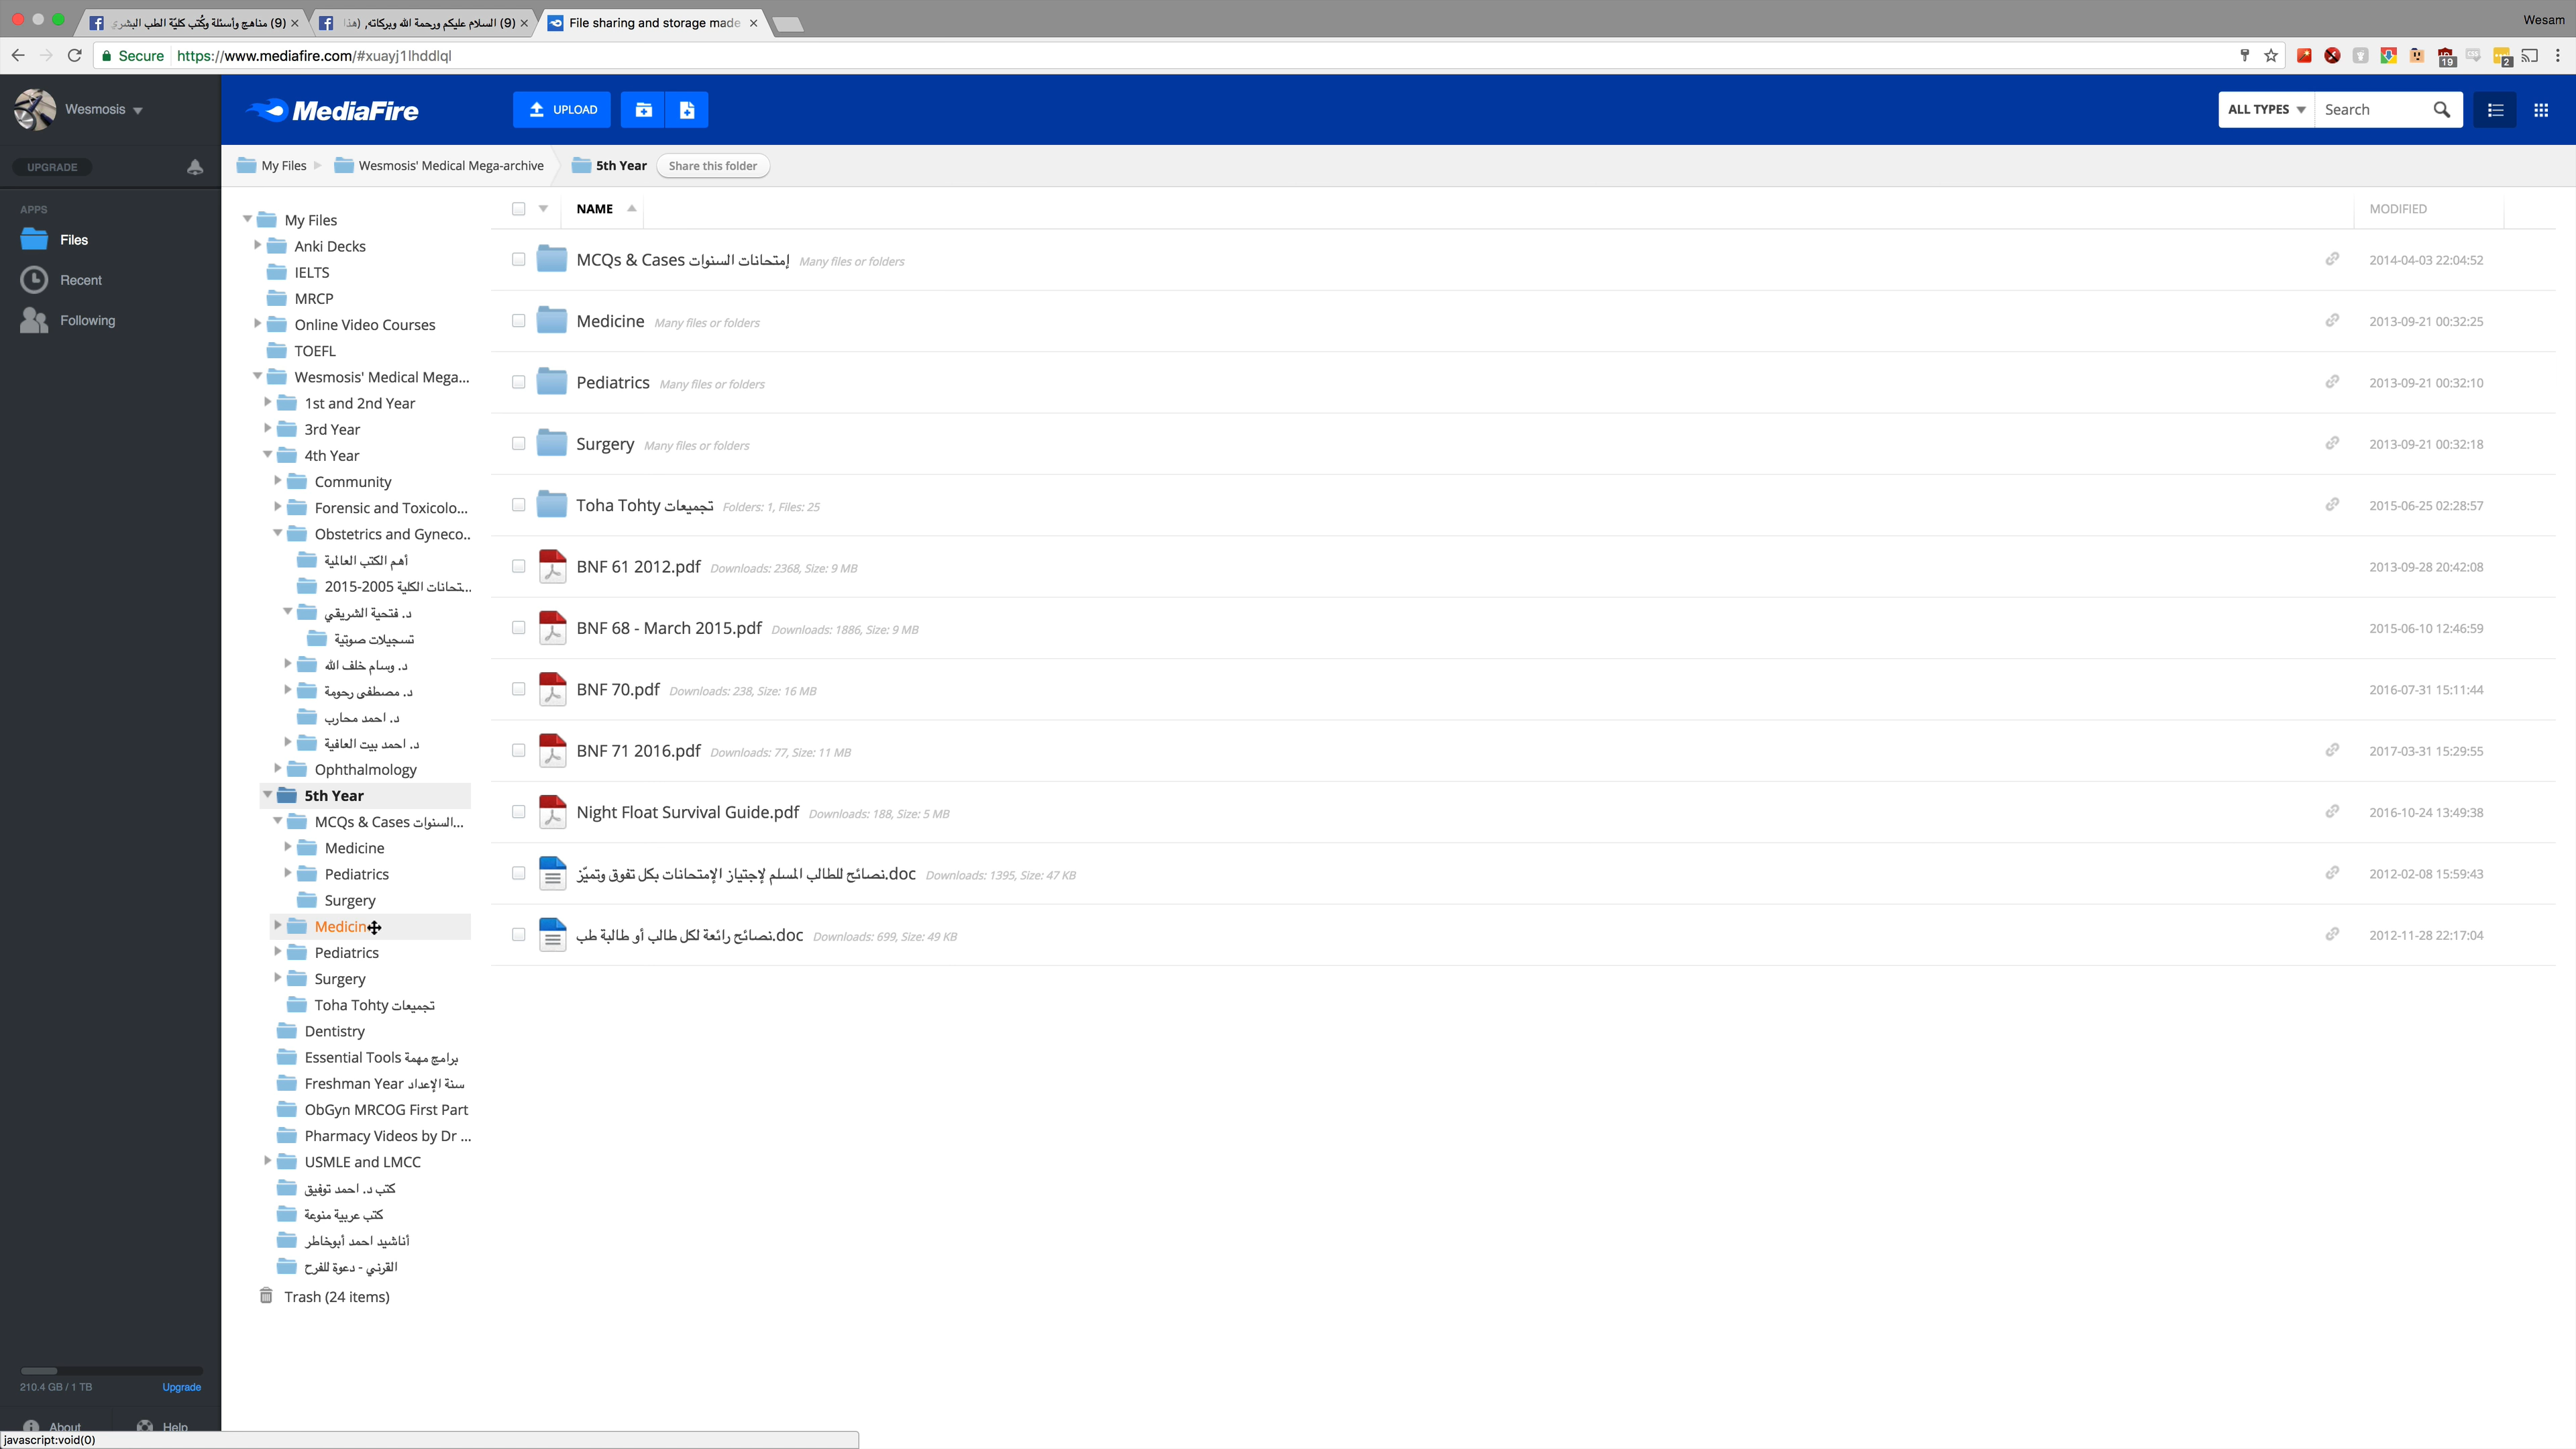 (9) مناهج وأسئلة وكُتب كليّة الطب البشري
(9) السلام عليكم ورحمة الله وبركاته, (هذا
File sharing and storage made
Wesam
Secure https://www.mediafire.com/#xuayj1lhddlql
19
2
Wesmosis
MediaFire
UPLOAD
ALL TYPES
Search
UPGRADE
My Files
Wesmosis' Medical Mega-archive
5th Year
Share this folder
APPS
Files
Recent
Following
My Files
Anki Decks
IELTS
MRCP
Online Video Courses
TOEFL
Wesmosis' Medical Mega...
1st and 2nd Year
3rd Year
4th Year
Community
Forensic and Toxicolo...
Obstetrics and Gyneco..
أهم الكتب العالمية
...تحانات الكلية 2005-2015
د. فتحية الشريقي
تسجيلات صوتية
د. وسام خلف الله
د. مصطفى رحومة
د. احمد محارب
د. احمد بيت العافية
Ophthalmology
5th Year
MCQs & Cases السنوات...
Medicine
Pediatrics
Surgery
Medicin
Pediatrics
Surgery
Toha Tohty تجميعات
Dentistry
Essential Tools برامج مهمة
Freshman Year سنة الإعداد
ObGyn MRCOG First Part
Pharmacy Videos by Dr ...
USMLE and LMCC
كتب د. احمد توفيق
كتب عربية منوعة
أناشيد احمد أبوخاطر
القرني - دعوة للفرح
Trash (24 items)
NAME
MODIFIED
MCQs & Cases إمتحانات السنوات Many files or folders 2014-04-03 22:04:52
Medicine Many files or folders 2013-09-21 00:32:25
Pediatrics Many files or folders 2013-09-21 00:32:10
Surgery Many files or folders 2013-09-21 00:32:18
Toha Tohty تجميعات Folders: 1, Files: 25 2015-06-25 02:28:57
BNF 61 2012.pdf Downloads: 2368, Size: 9 MB 2013-09-28 20:42:08
BNF 68 - March 2015.pdf Downloads: 1886, Size: 9 MB 2015-06-10 12:46:59
BNF 70.pdf Downloads: 238, Size: 16 MB 2016-07-31 15:11:44
BNF 71 2016.pdf Downloads: 77, Size: 11 MB 2017-03-31 15:29:55
Night Float Survival Guide.pdf Downloads: 188, Size: 5 MB 2016-10-24 13:49:38
نصائح للطالب المسلم لإجتياز الإمتحانات بكل تفوق وتميّز.doc Downloads: 1395, Size: 47 KB 2012-02-08 15:59:43
نصائح رائعة لكل طالب أو طالبة طب.doc Downloads: 699, Size: 49 KB 2012-11-28 22:17:04
210.4 GB / 1 TB
Upgrade
About
Help
javascript:void(0)